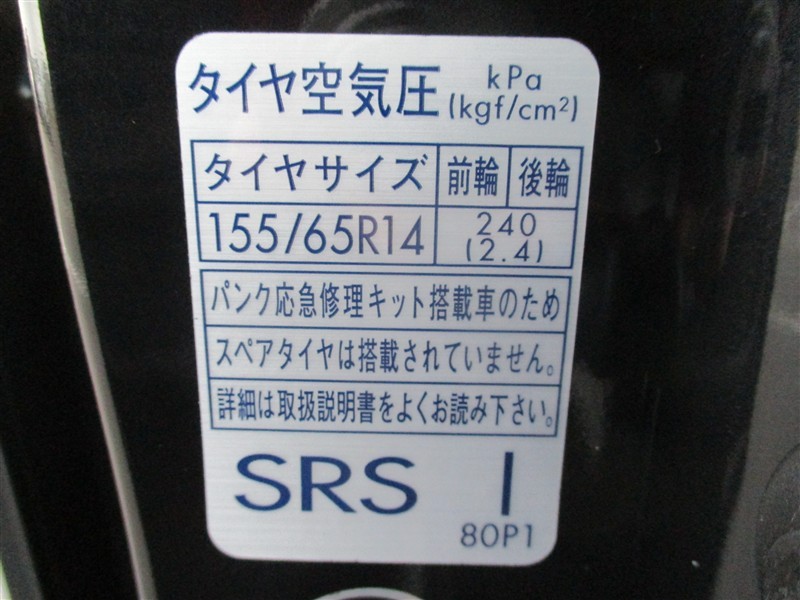 タイヤ空気圧 kPa
(kgf/cm²)
タイヤサイズ 前輪 後輪
155/65R14 240
(2.4)
パンク応急修理キット搭載車のため
スペアタイヤは搭載されていません。
詳細は取扱説明書をよくお読み下さい。
SRS I
80P1